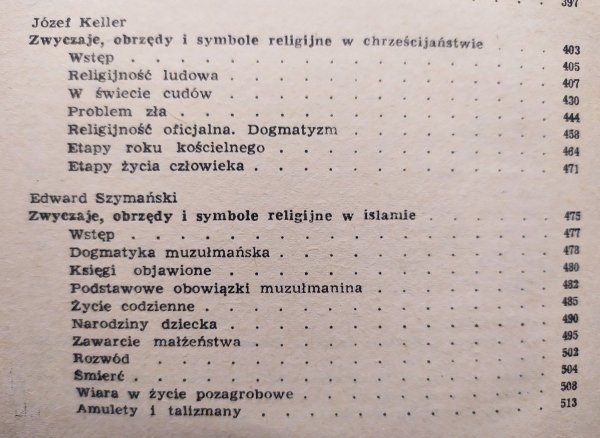 397
Józef Keller
Zwyczaje, obrzędy i symbole religijne w chrześcijaństwie . . . . 403
Wstęp . . . . . . . . . . . . . . 405
Religijność ludowa . . . . . . . . . . . 407
W świecie cudów . . . . . . . . . . . 430
Problem zła . . . . . . . . . . . . . 444
Religijność oficjalna. Dogmatyzm . . . . . . . 458
Etapy roku kościelnego . . . . . . . . . . 464
Etapy życia człowieka . . . . . . . . . . 471
Edward Szymański
Zwyczaje, obrzędy i symbole religijne w islamie . . . . . 475
Wstęp . . . . . . . . . . . . . . 477
Dogmatyka muzułmańska . . . . . . . . . 478
Księgi objawione . . . . . . . . . . . 480
Podstawowe obowiązki muzułmanina . . . . . . 482
Życie codzienne . . . . . . . . . . . . 485
Narodziny dziecka . . . . . . . . . . . 490
Zawarcie małżeństwa . . . . . . . . . . 495
Rozwód . . . . . . . . . . . . . . 502
Śmierć . . . . . . . . . . . . . . 504
Wiara w życie pozagrobowe . . . . . . . . 508
Amulety i talizmany . . . . . . . . . . 513